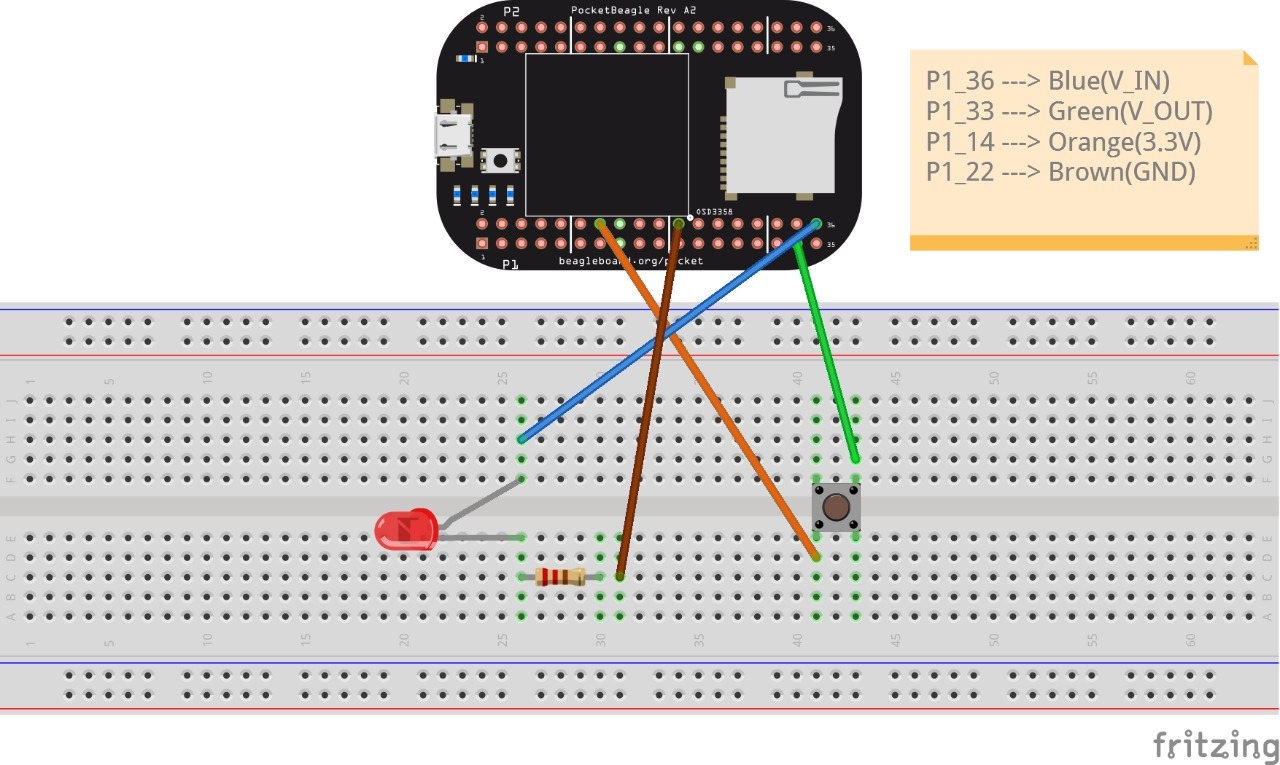 P2
PocketBeagle Rev A2
2
36
35
1
P1_36 ---> Blue(V_IN)
P1_33 ---> Green(V_OUT)
P1_14 ---> Orange(3.3V)
P1_22 ---> Brown(GND)
2
OSD3358
36
35
1
P1
beagleboard.org/pocket
1 5 10 15 20 25 30 35 40 45 50 55 60
J J
I I
H H
G G
F F
E E
D D
C C
B B
A A
1 5 10 15 20 25 30 35 40 45 50 55 60
fritzing